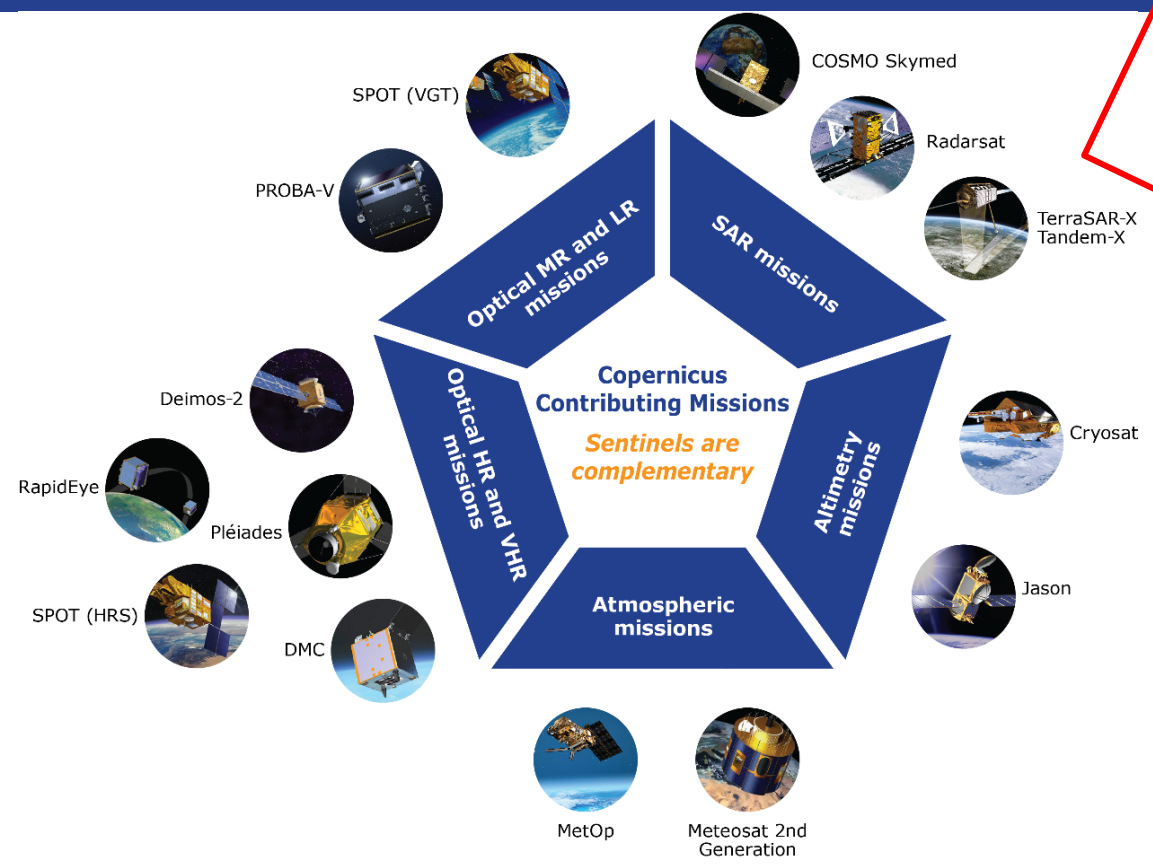 COSMO Skymed
SPOT (VGT)
Radarsat
PROBA-V
TerraSAR-X
Tandem-X
Optical MR and LR
missions
SAR missions
Copernicus
Contributing Missions
Sentinels are
complementary
Deimos-2
Optical HR and VHR
missions
Altimetry
missions
Cryosat
RapidEye
Pléiades
SPOT (HRS)
DMC
Jason
Atmospheric
missions
MetOp
Meteosat 2nd
Generation